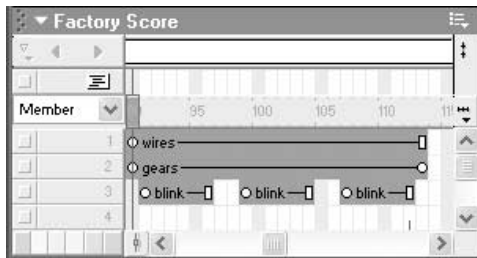 Factory Score
Member 95 100 105 110
1 wires
2 gears
3 blink blink blink
4